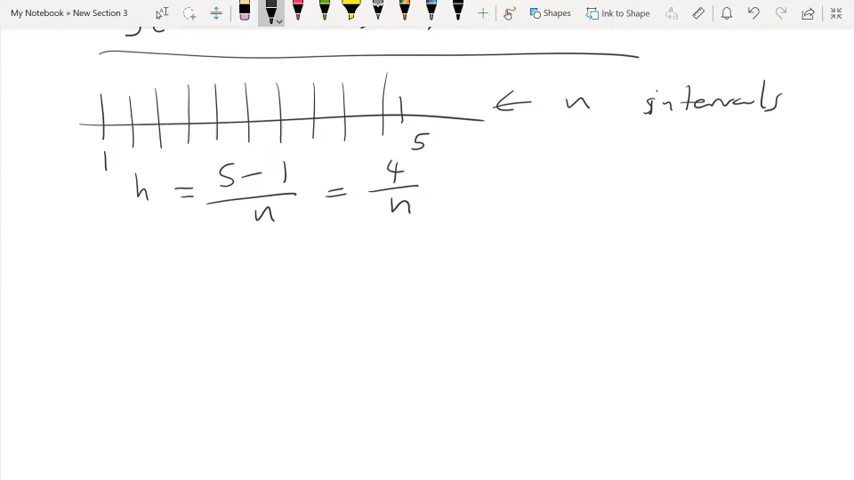 My Notebook » New Section 3
Shapes
Ink to Shape
← n intervals
1
5
h = 5-1/n = 4/n